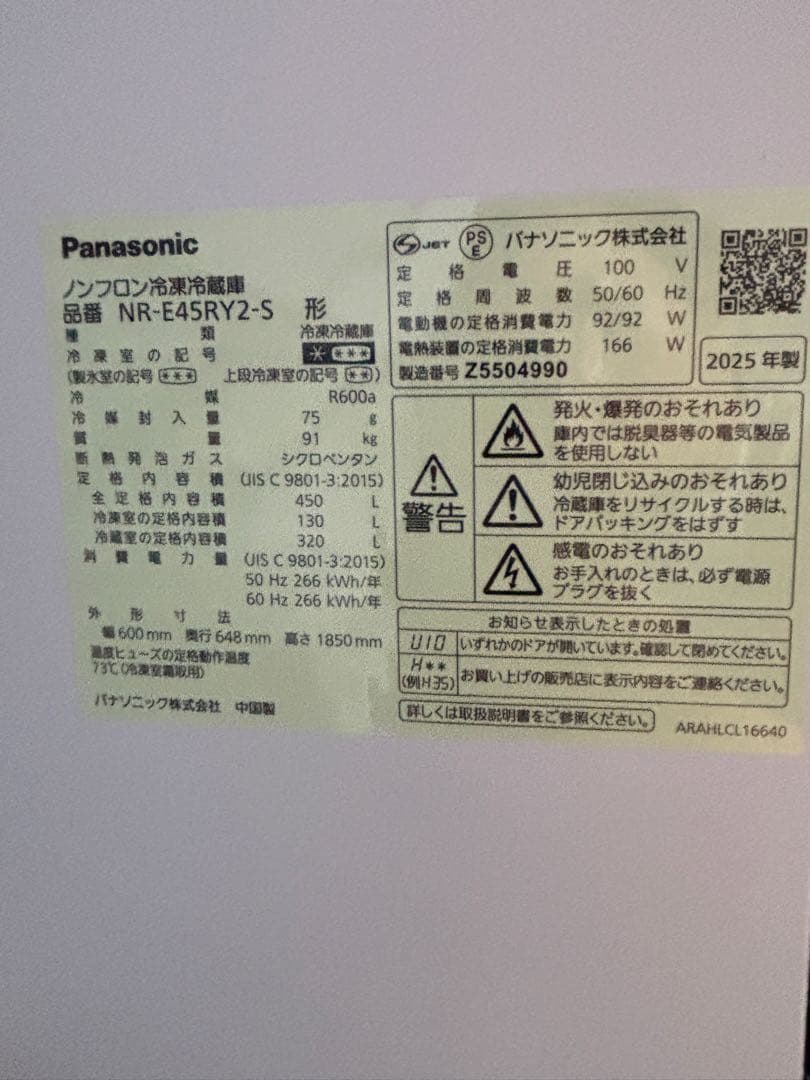 Panasonic
ノンフロン冷凍冷蔵庫
品番 NR-E45RY2-S 形
種類 冷凍冷蔵庫
冷凍室の記号 * ***
(製氷室の記号 *** 上段冷凍室の記号 **)
冷媒 R600a
冷媒封入量 75 g
質量 91 kg
断熱発泡ガス シクロペンタン
定格内容積 (JIS C 9801-3:2015)
全定格内容積 450 L
冷凍室の定格内容積 130 L
冷蔵室の定格内容積 320 L
消費電力量 (JIS C 9801-3:2015)
50 Hz 266 kWh/年
60 Hz 266 kWh/年
外形寸法
幅 600 mm 奥行 648 mm 高さ 1850 mm
温度ヒューズの定格動作温度
73℃(冷凍室霜取用)
パナソニック株式会社 中国製
S JET PS E パナソニック株式会社
定格電圧 100 V
定格周波数 50/60 Hz
電動機の定格消費電力 92/92 W
電熱装置の定格消費電力 166 W
製造番号 Z5504990
2025 年製
警告
発火・爆発のおそれあり
庫内では脱臭器等の電気製品
を使用しない
幼児閉じ込みのおそれあり
冷蔵庫をリサイクルする時は、
ドアパッキングをはずす
感電のおそれあり
お手入れのときは、必ず電源
プラグを抜く
お知らせ表示したときの処置
U10 いずれかのドアが開いています。確認して閉めてください。
H** (例H35) お買い上げの販売店に表示内容をご連絡ください。
詳しくは取扱説明書をご参照ください。
ARAHLCL16640